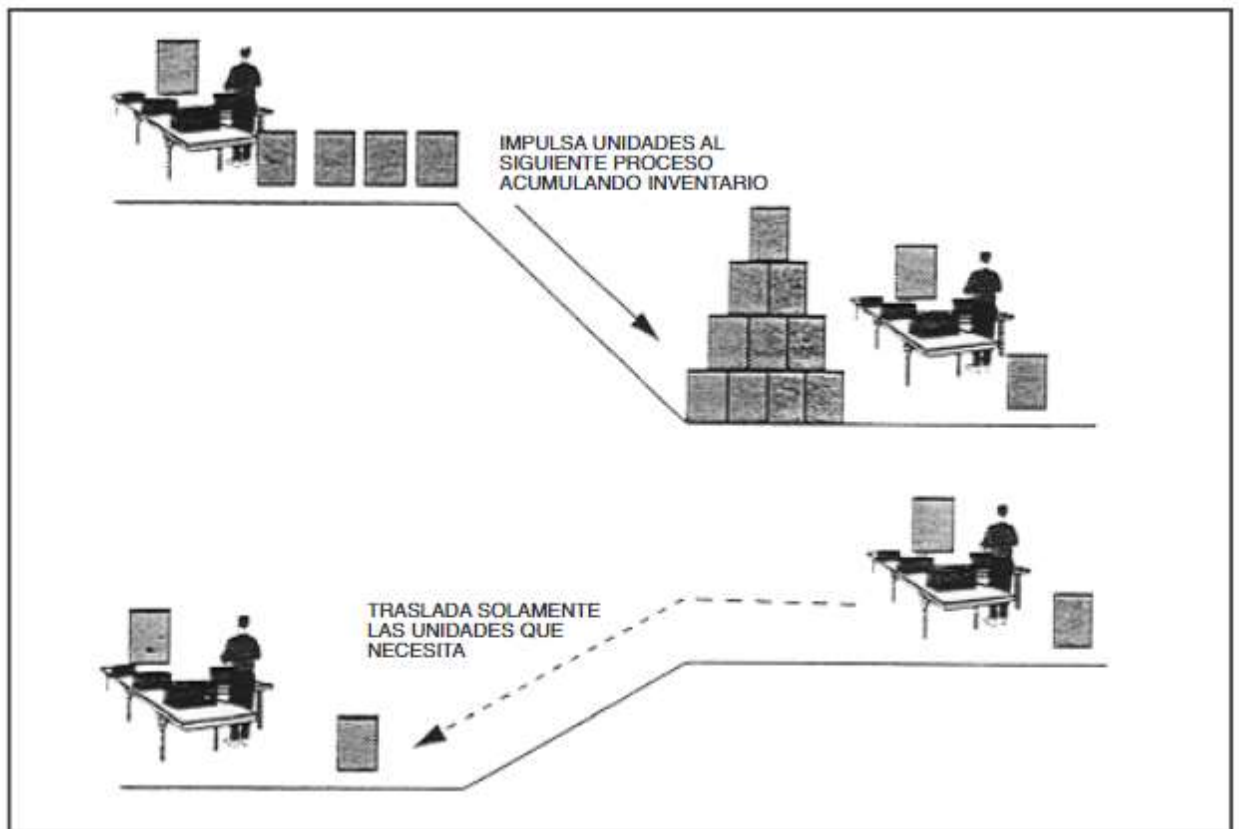 IMPULSA UNIDADES AL
SIGUIENTE PROCESO
ACUMULANDO INVENTARIO
TRASLADA SOLAMENTE
LAS UNIDADES QUE
NECESITA